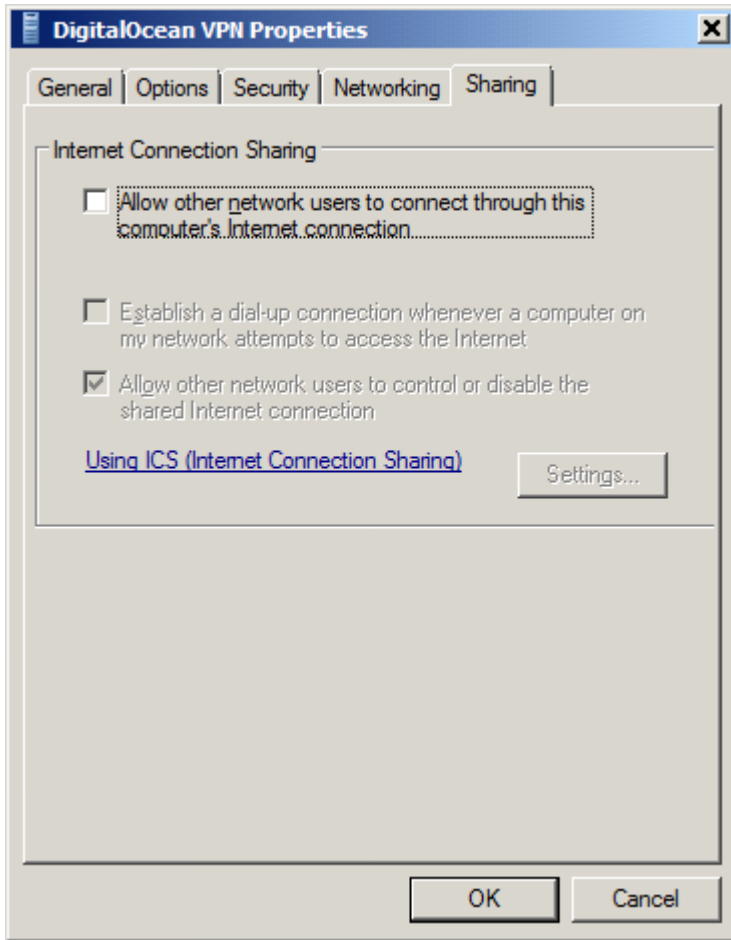 DigitalOcean VPN Properties
General Options Security Networking Sharing
Internet Connection Sharing
Allow other network users to connect through this
computer's Internet connection
Establish a dial-up connection whenever a computer on
my network attempts to access the Internet
Allow other network users to control or disable the
shared Internet connection
Using ICS (Internet Connection Sharing)
Settings...
OK Cancel